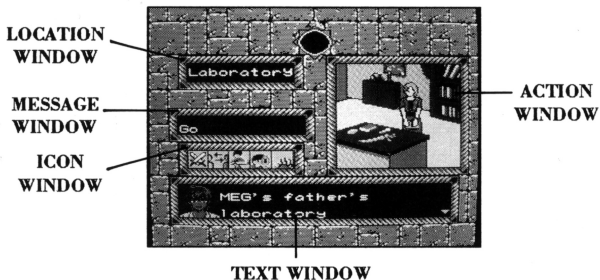 LOCATION
WINDOW
Laboratory
MESSAGE
WINDOW
Go
ACTION
WINDOW
ICON
WINDOW
MEG's father's
laboratory
TEXT WINDOW